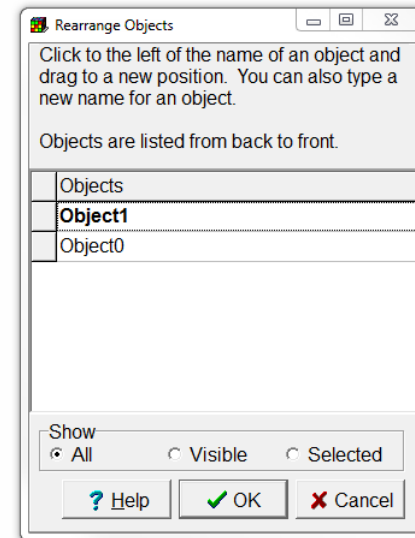 Rearrange Objects
Click to the left of the name of an object and
drag to a new position.  You can also type a
new name for an object.
Objects are listed from back to front.
Objects
Object1
Object0
Show
All
Visible
Selected
Help
OK
Cancel